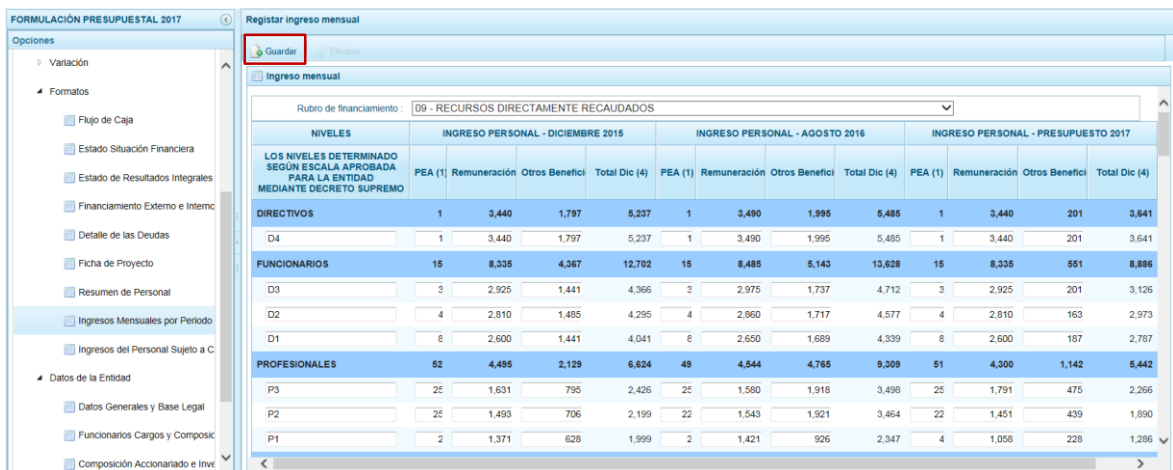 FORMULACIÓN PRESUPUESTAL 2017
Opciones
Variación
Formatos
Flujo de Caja
Estado Situación Financiera
Estado de Resultados Integrales
Financiamiento Externo e Interno
Detalle de las Deudas
Ficha de Proyecto
Resumen de Personal
Ingresos Mensuales por Periodo
Ingresos del Personal Sujeto a C
Datos de la Entidad
Datos Generales y Base Legal
Funcionarios Cargos y Composic
Composición Accionariado e Inve
Registar ingreso mensual
Guardar Eliminar
Ingreso mensual
Rubro de financiamiento : 09 - RECURSOS DIRECTAMENTE RECAUDADOS
NIVELES INGRESO PERSONAL - DICIEMBRE 2015 INGRESO PERSONAL - AGOSTO 2016 INGRESO PERSONAL - PRESUPUESTO 2017
LOS NIVELES DETERMINADO
SEGÚN ESCALA APROBADA
PARA LA ENTIDAD
MEDIANTE DECRETO SUPREMO
PEA (1) Remuneración Otros Benefici Total Dic (4) PEA (1) Remuneración Otros Benefici Total Dic (4) PEA (1) Remuneración Otros Benefici Total Dic (4)
DIRECTIVOS 1 3,440 1,797 5,237 1 3,490 1,995 5,485 1 3,440 201 3,641
D4 1 3,440 1,797 5,237 1 3,490 1,995 5,485 1 3,440 201 3,641
FUNCIONARIOS 15 8,335 4,367 12,702 15 8,485 5,143 13,628 15 8,335 551 8,886
D3 3 2,925 1,441 4,366 3 2,975 1,737 4,712 3 2,925 201 3,126
D2 4 2,810 1,485 4,295 4 2,860 1,717 4,577 4 2,810 163 2,973
D1 8 2,600 1,441 4,041 8 2,650 1,689 4,339 8 2,600 187 2,787
PROFESIONALES 52 4,495 2,129 6,624 49 4,544 4,765 9,309 51 4,300 1,142 5,442
P3 25 1,631 795 2,426 25 1,580 1,918 3,498 25 1,791 475 2,266
P2 25 1,493 706 2,199 22 1,543 1,921 3,464 22 1,451 439 1,890
P1 2 1,371 628 1,999 2 1,421 926 2,347 4 1,058 228 1,286